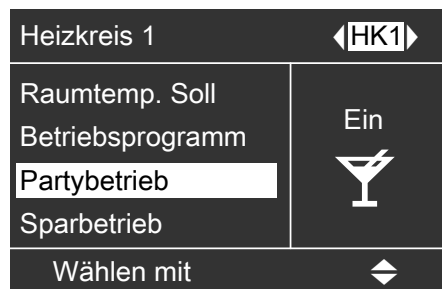 Heizkreis 1 HK1
Raumtemp. Soll
Betriebsprogramm
Ein
Partybetrieb
Sparbetrieb
Wählen mit